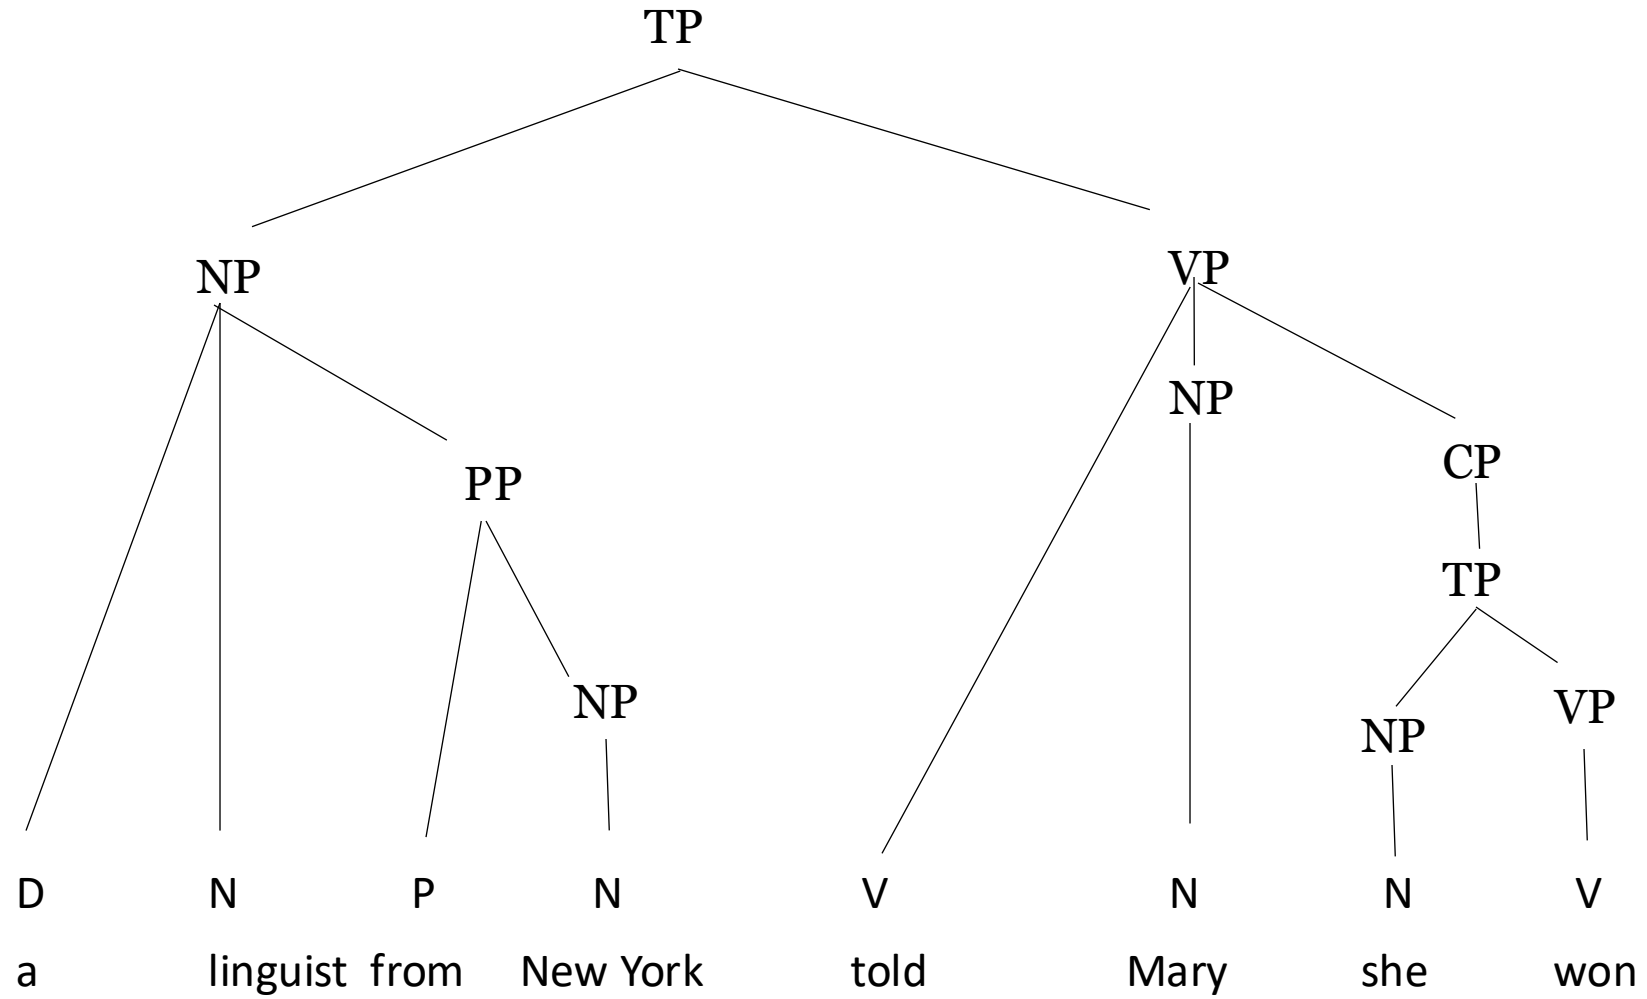 TP
NP VP
NP
CP
PP
TP
NP VP
NP
D N P N V N N V
a linguist from New York told Mary she won